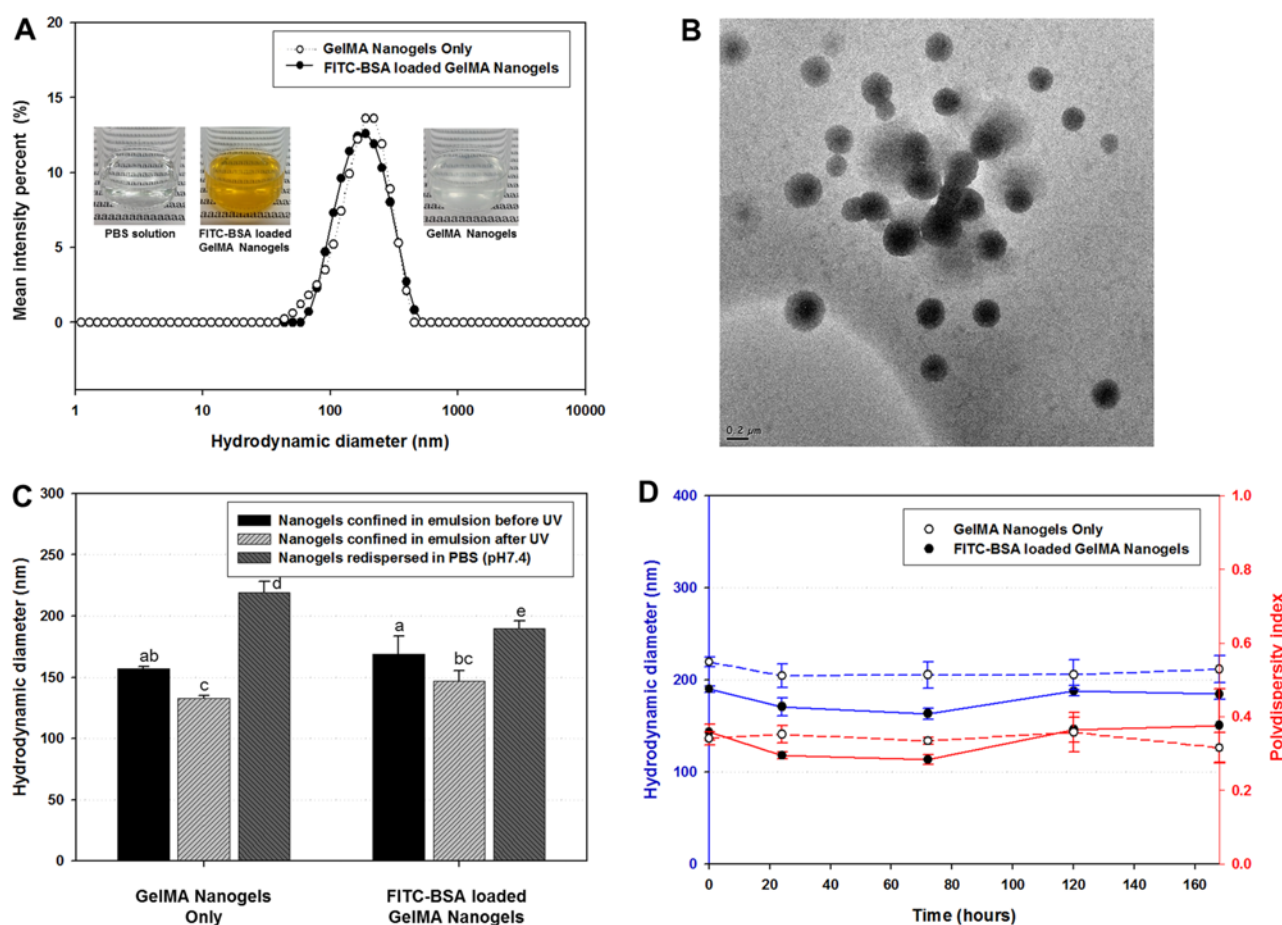 A
20
15
10
5
0
Mean intensity percent (%)
GelMA Nanogels Only
FITC-BSA loaded GelMA Nanogels
PBS solution
FITC-BSA loaded
GelMA Nanogels
GelMA Nanogels
1
10
100
1000
10000
Hydrodynamic diameter (nm)
B
0.2 µm
C
300
250
200
150
100
50
0
Hydrodynamic diameter (nm)
Nanogels confined in emulsion before UV
Nanogels confined in emulsion after UV
Nanogels redispersed in PBS (pH7.4)
ab
c
d
a
bc
e
GelMA Nanogels
Only
FITC-BSA loaded
GelMA Nanogels
D
400
300
200
100
0
Hydrodynamic diameter (nm)
GelMA Nanogels Only
FITC-BSA loaded GelMA Nanogels
1.0
0.8
0.6
0.4
0.2
0.0
Polydispersity index
0
20
40
60
80
100
120
140
160
Time (hours)